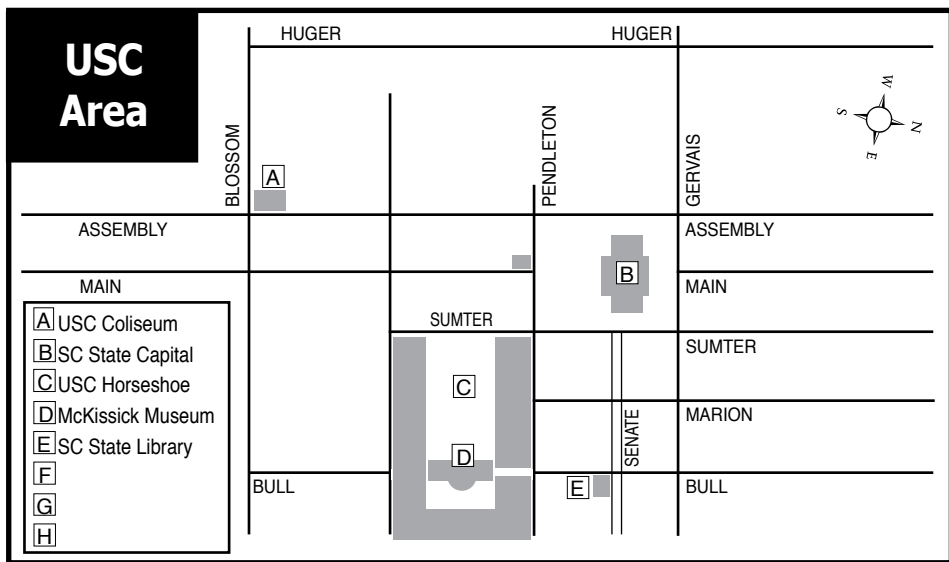 USC
Area
HUGER
HUGER
BLOSSOM
PENDLETON
GERVAIS
W
S
N
E
A
ASSEMBLY
ASSEMBLY
B
MAIN
MAIN
SUMTER
SUMTER
C
MARION
SENATE
D
BULL
E
BULL
A USC Coliseum
B SC State Capital
C USC Horseshoe
D McKissick Museum
E SC State Library
F
G
H